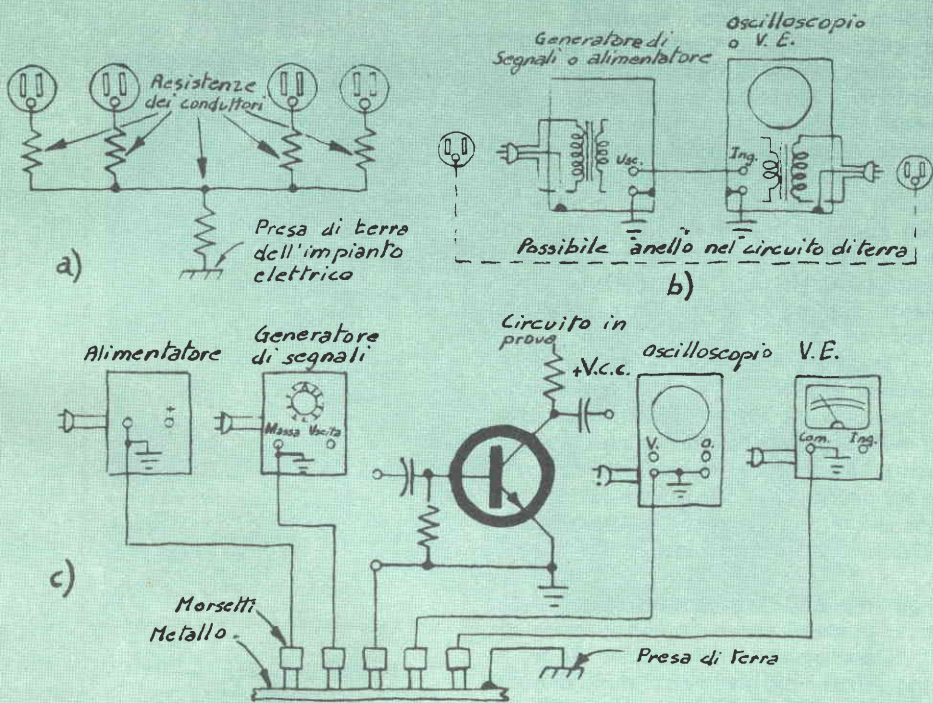 Resistenze
dei conduttori
Presa di terra
dell'impianto
elettrico
a)
Generatore di
Segnali o alimentatore
Oscilloscopio
o V.E.
Usc.
Ing.
Possibile anello nel circuito di terra
b)
Alimentatore
+
Generatore
di segnali
Massa Uscita
Circuito in
prova
+V.c.c.
Oscilloscopio
V.
O.
V.E.
Com. Ing.
c)
Morsetti
Metallo
Presa di terra